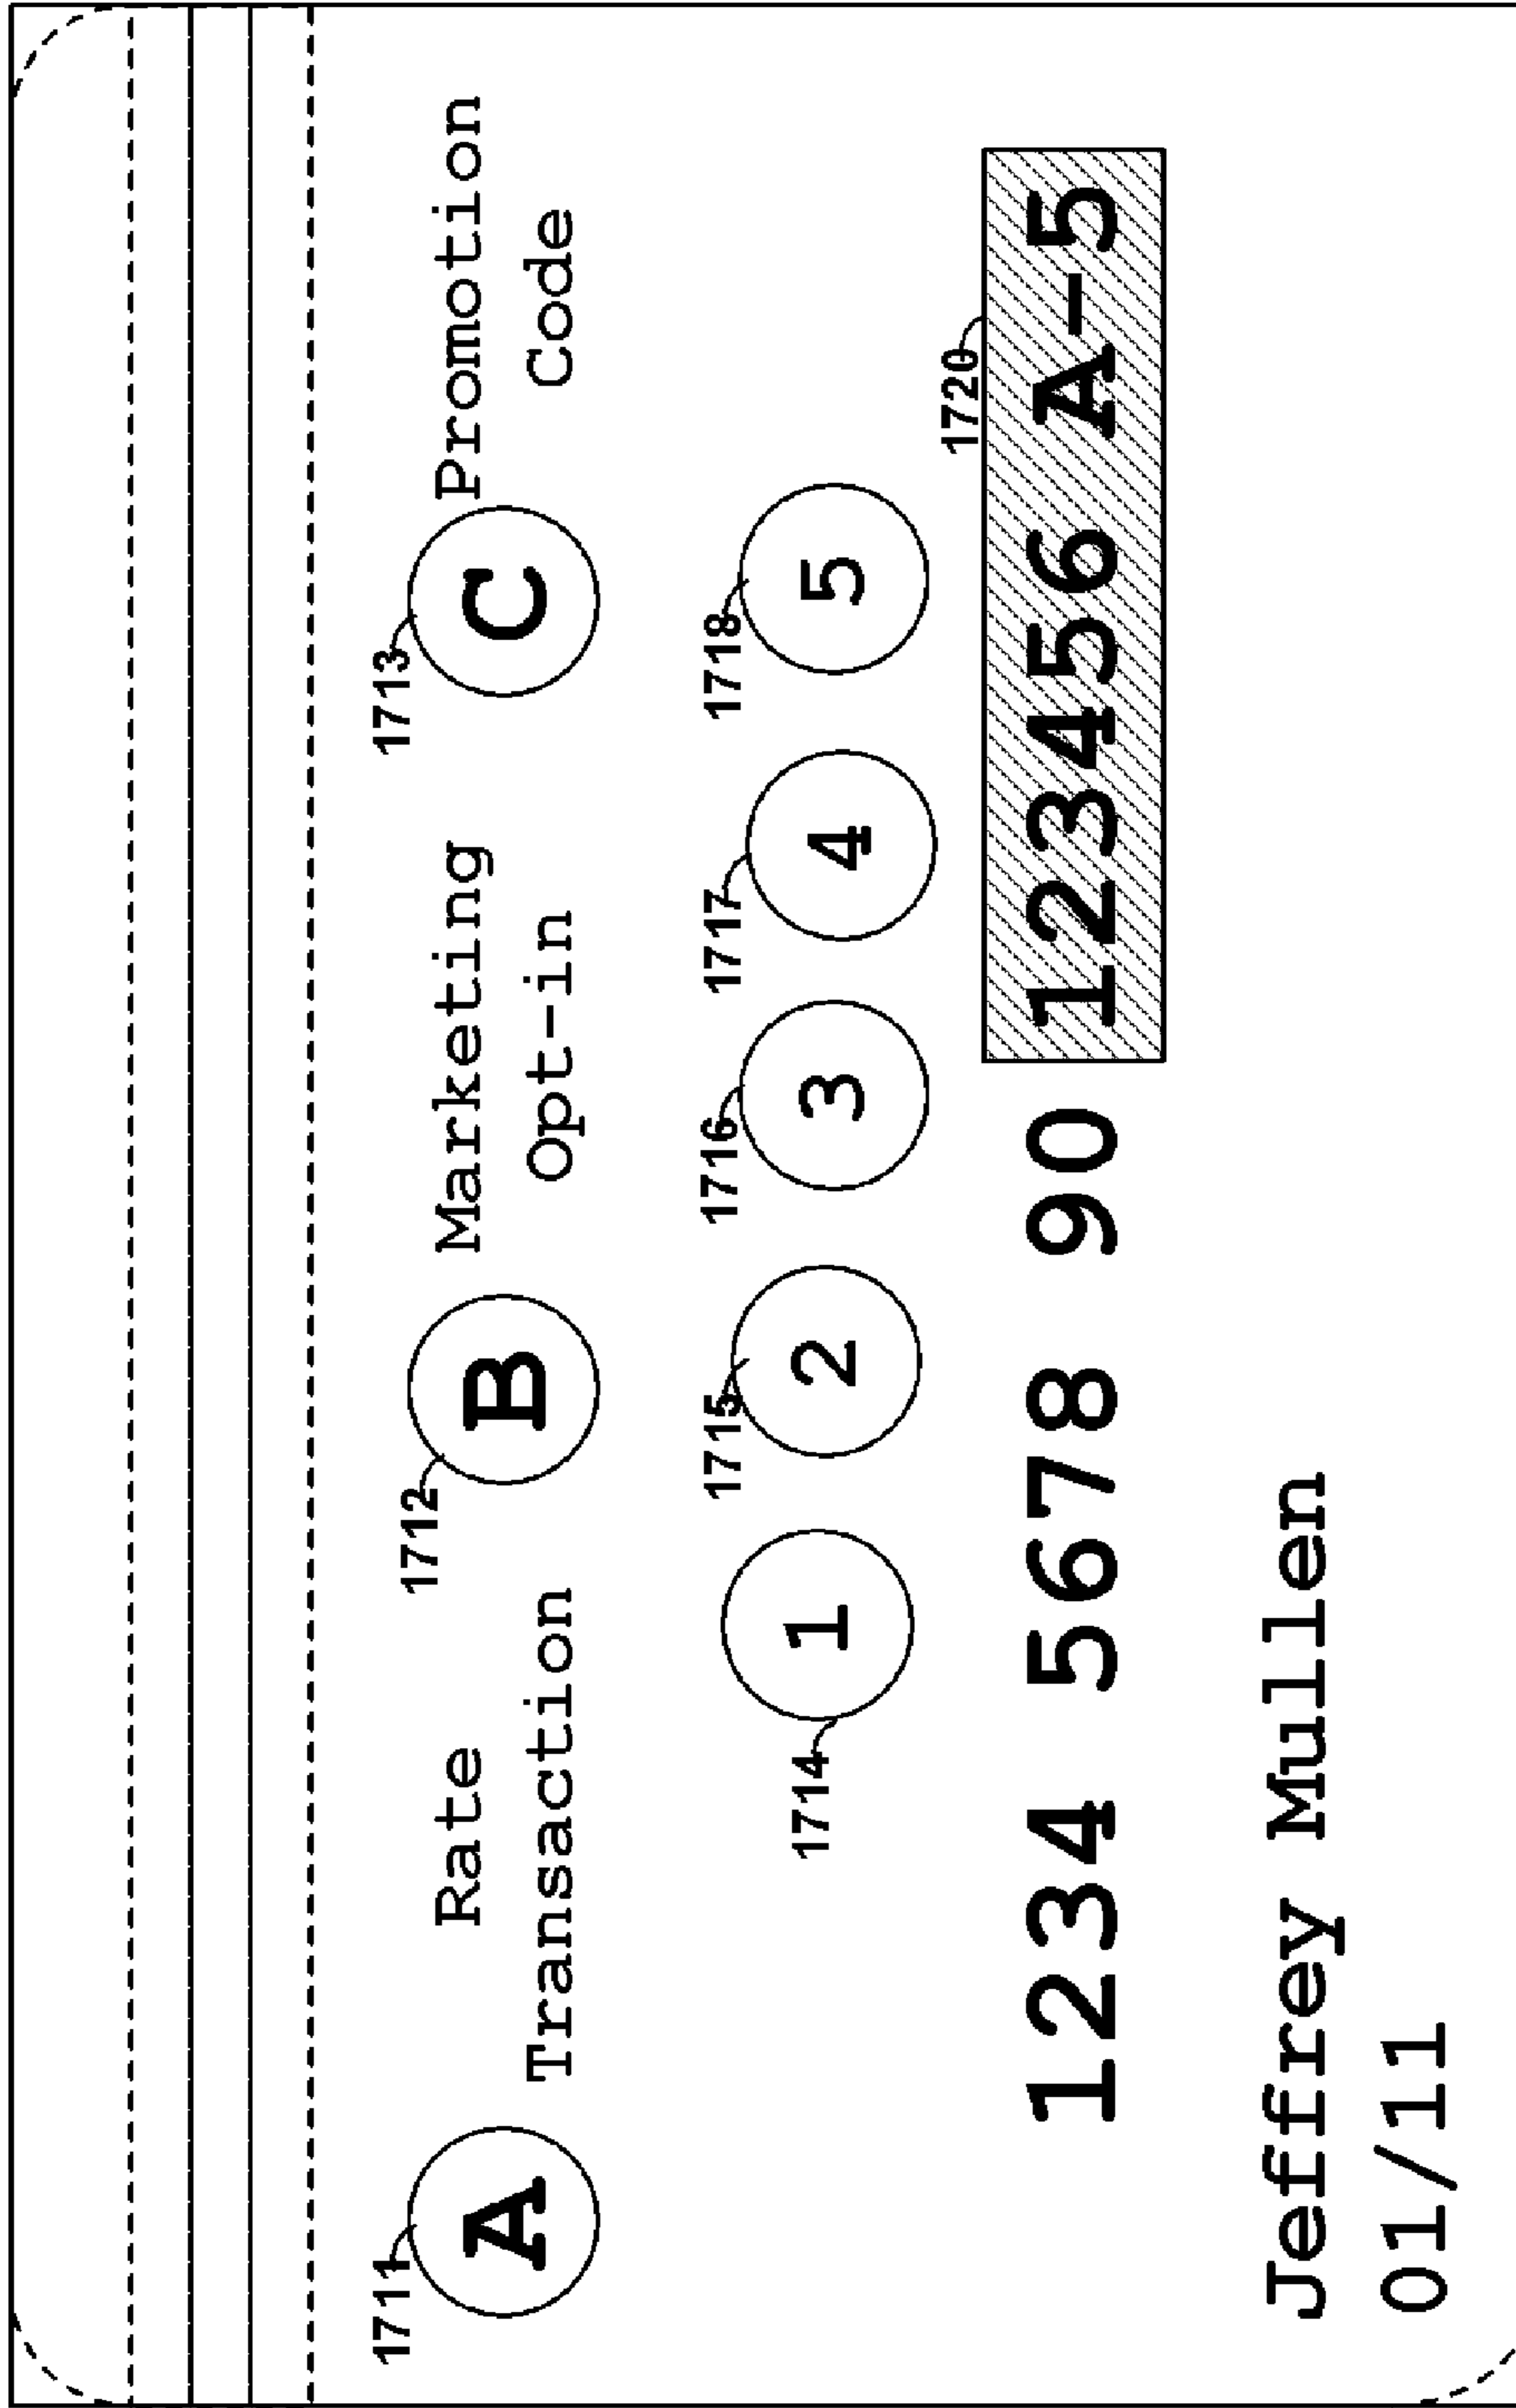 1711 1712 1713
A Rate B Marketing C Promotion
Transaction Opt-in Code
1714 1715 1716 1717 1718
1 2 3 4 5
1720
1234 5678 90 123456 A-5
Jeffrey Mullen
01/11